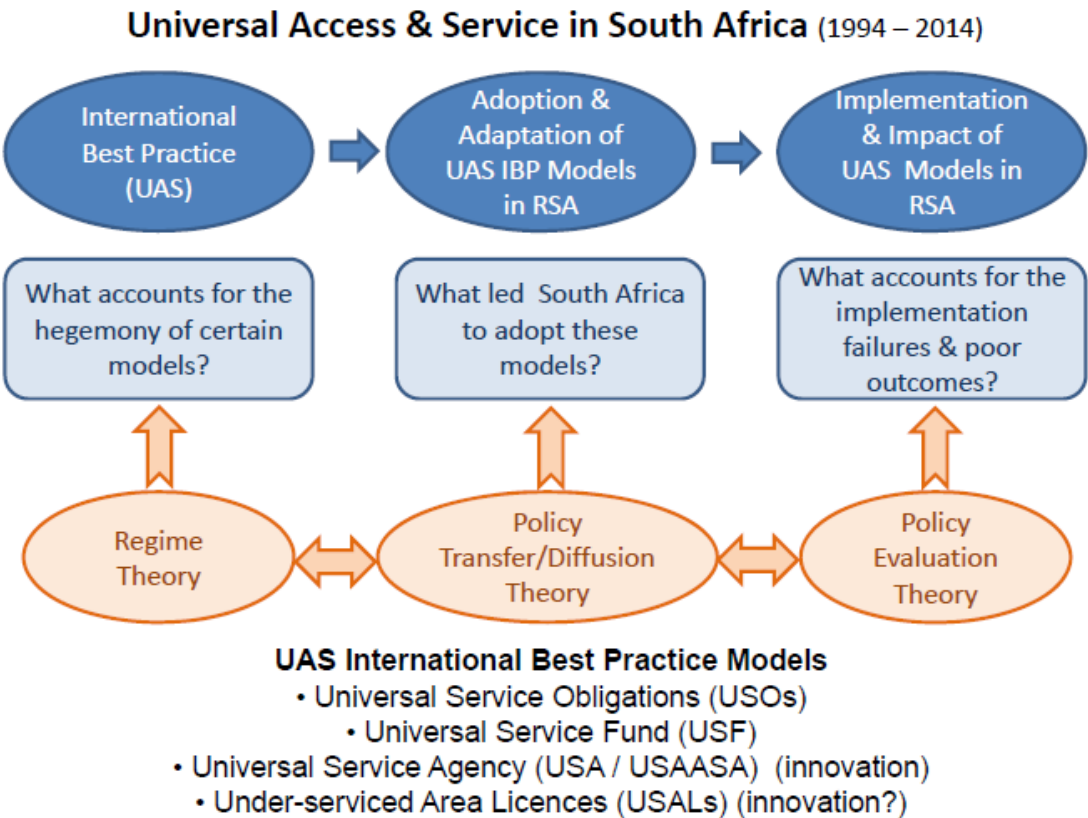 Universal Access & Service in South Africa (1994 – 2014)
International
Best Practice
(UAS)
Adoption &
Adaptation of
UAS IBP Models
in RSA
Implementation
& Impact of
UAS Models in
RSA
What accounts for the
hegemony of certain
models?
What led South Africa
to adopt these
models?
What accounts for the
implementation
failures & poor
outcomes?
Regime
Theory
Policy
Transfer/Diffusion
Theory
Policy
Evaluation
Theory
UAS International Best Practice Models
• Universal Service Obligations (USOs)
• Universal Service Fund (USF)
• Universal Service Agency (USA / USAASA) (innovation)
• Under-serviced Area Licences (USALs) (innovation?)